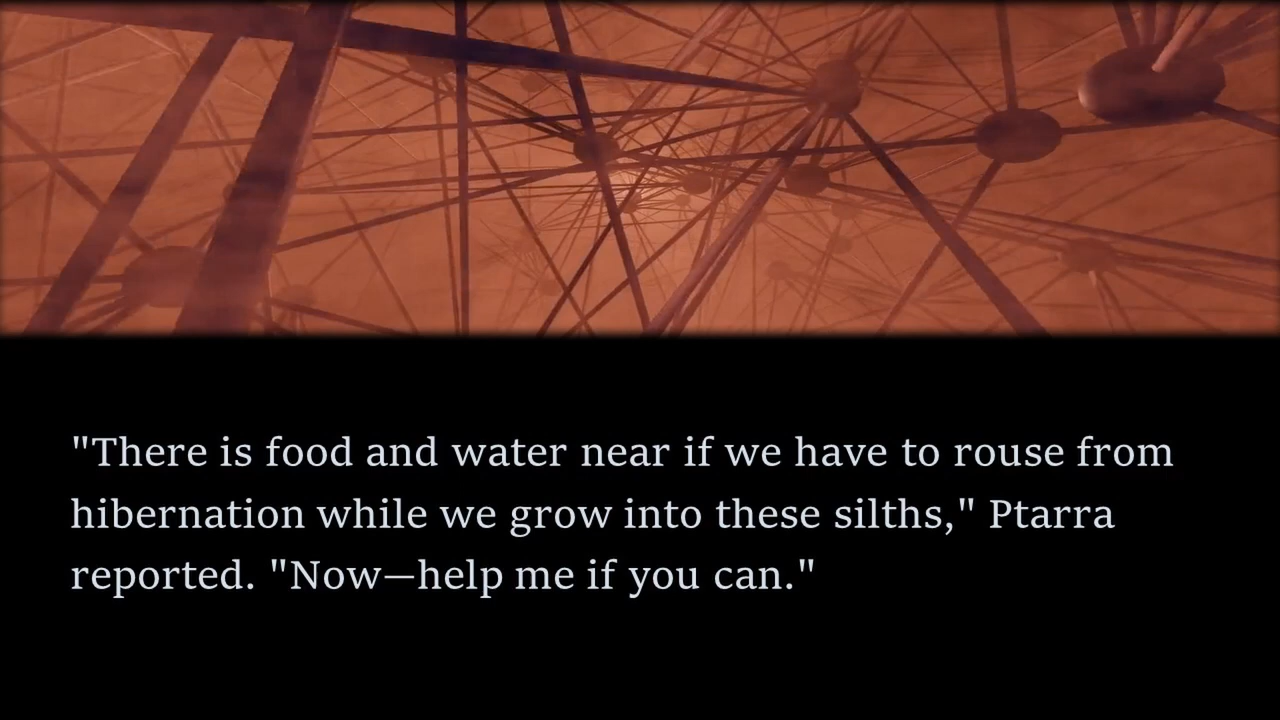 "There is food and water near if we have to rouse from
hibernation while we grow into these silths," Ptarra
reported. "Now—help me if you can."